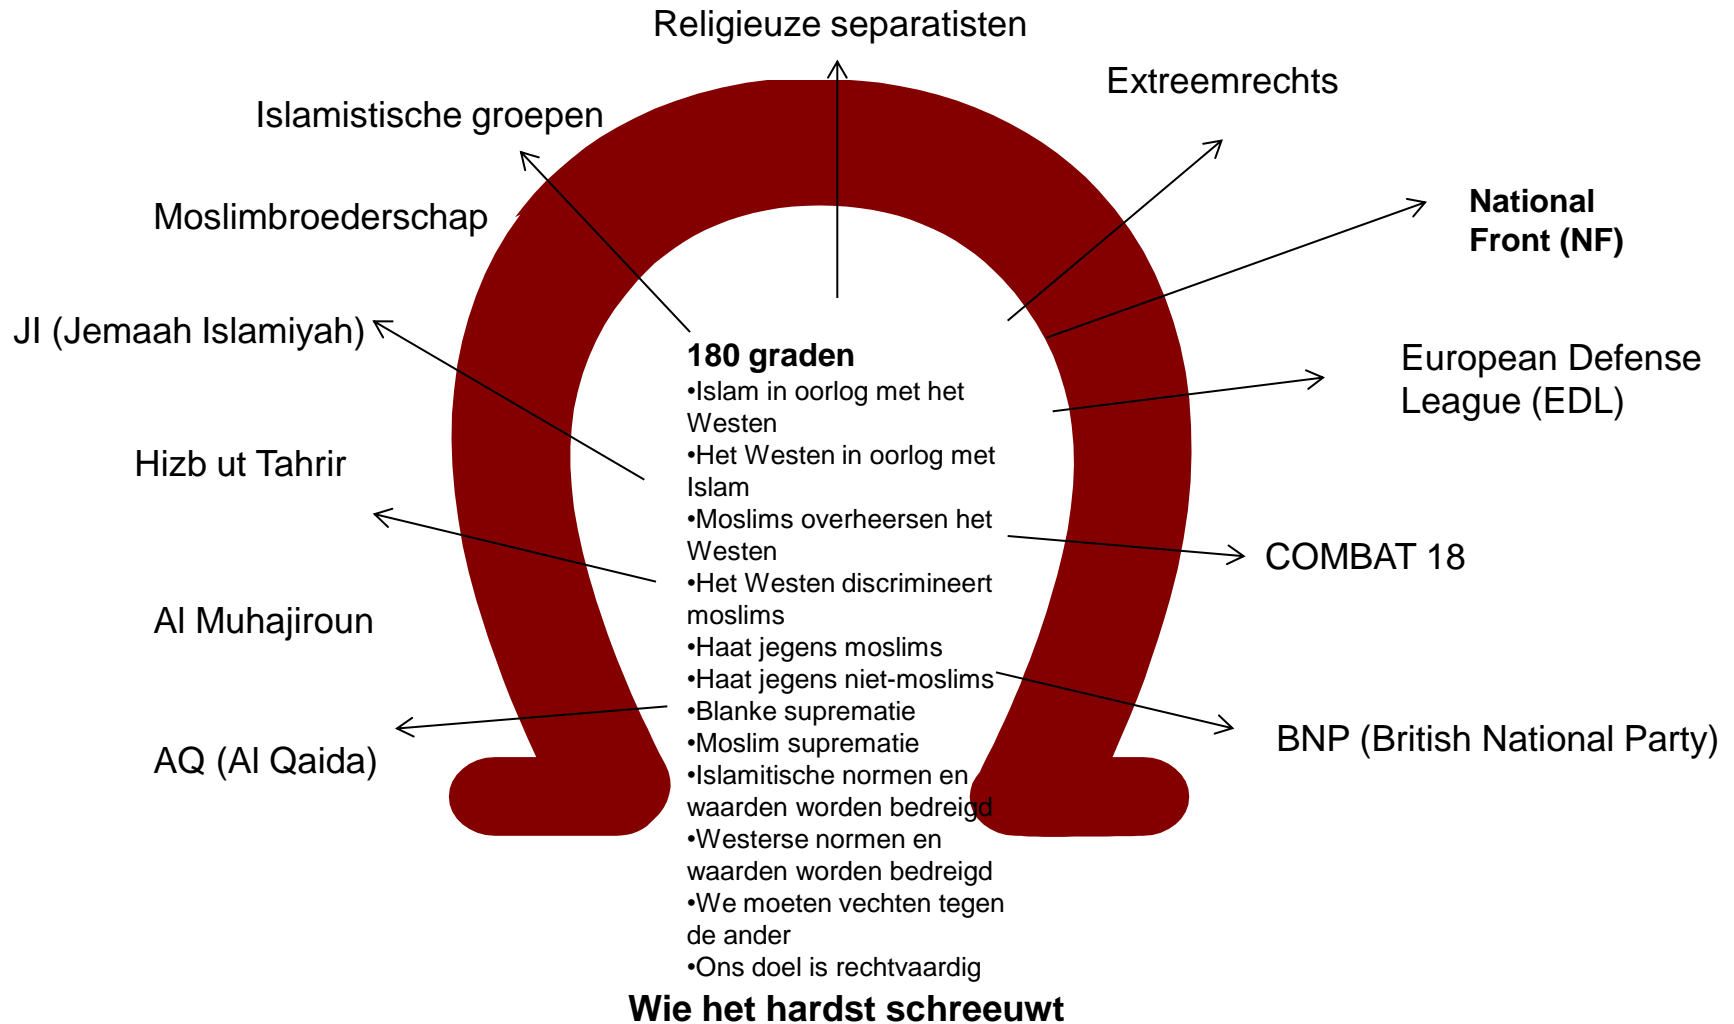 Religieuze separatisten
Extreemrechts
Islamistische groepen
National
Front (NF)
Moslimbroederschap
JI (Jemaah Islamiyah)
European Defense
League (EDL)
Hizb ut Tahrir
COMBAT 18
Al Muhajiroun
AQ (Al Qaida)
BNP (British National Party)
180 graden
•Islam in oorlog met het
Westen
•Het Westen in oorlog met
Islam
•Moslims overheersen het
Westen
•Het Westen discrimineert
moslims
•Haat jegens moslims
•Haat jegens niet-moslims
•Blanke suprematie
•Moslim suprematie
•Islamitische normen en
waarden worden bedreigd
•Westerse normen en
waarden worden bedreigd
•We moeten vechten tegen
de ander
•Ons doel is rechtvaardig
Wie het hardst schreeuwt